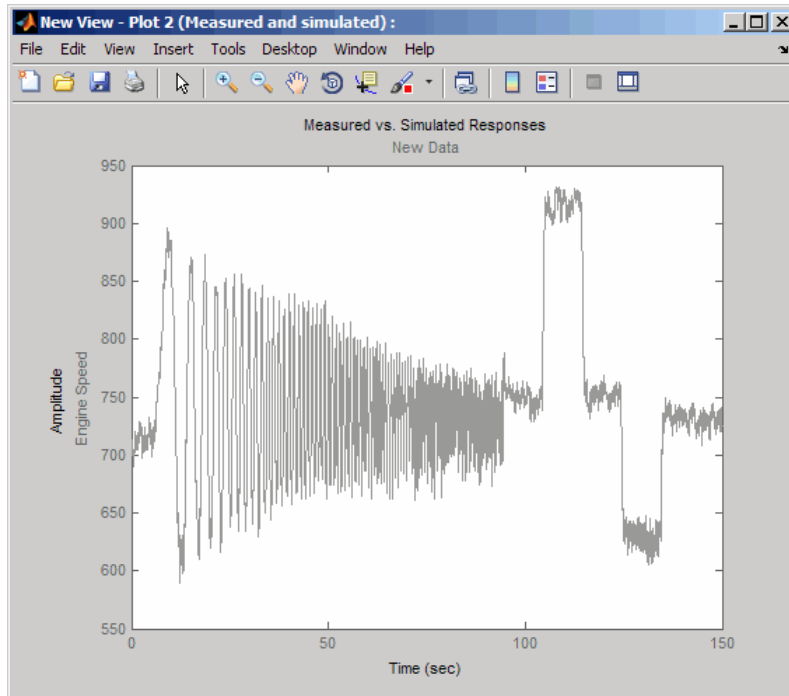 New View - Plot 2 (Measured and simulated) :
File Edit View Insert Tools Desktop Window Help
Measured vs. Simulated Responses
New Data
950
900
850
800
750
700
650
600
550
Amplitude
Engine Speed
0 50 100 150
Time (sec)